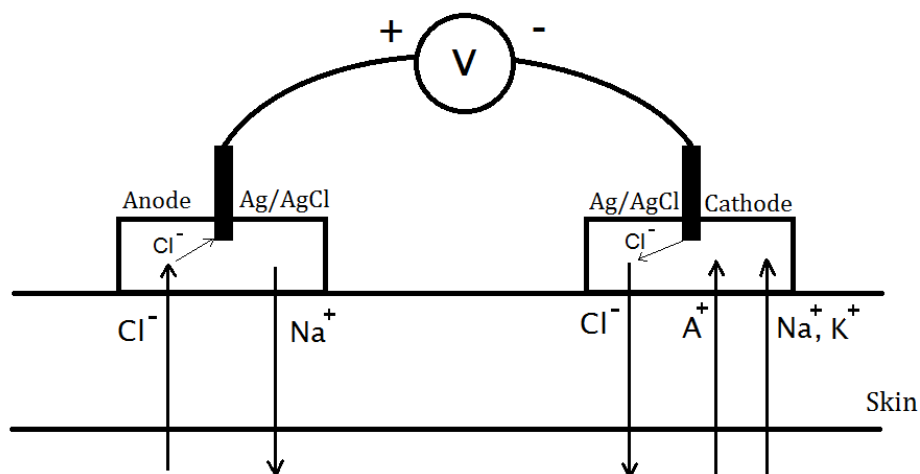 + -
V
Anode Ag/AgCl Ag/AgCl Cathode
Cl⁻ Cl⁻
Cl⁻ Na⁺ Cl⁻ A⁺ Na⁺, K⁺
Skin